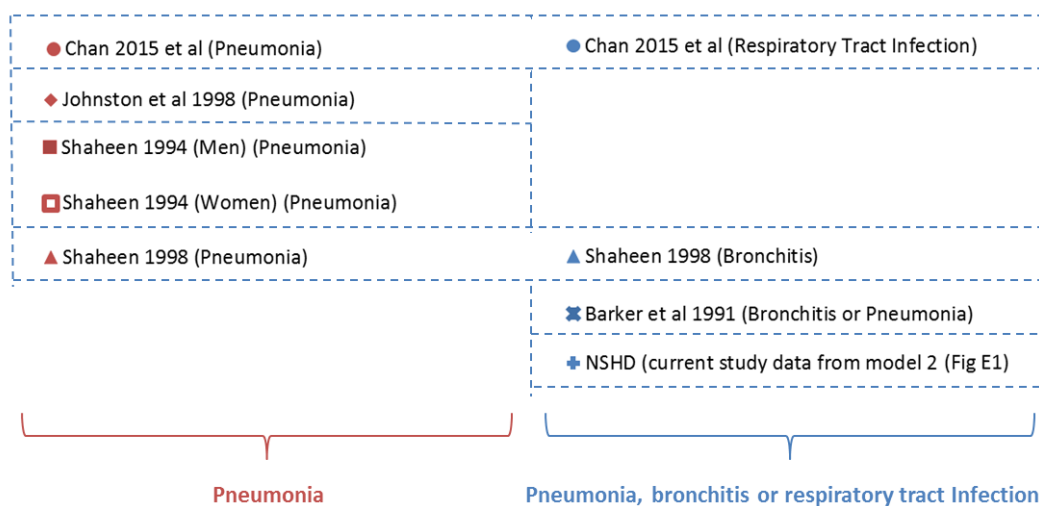 Chan 2015 et al (Pneumonia)
Chan 2015 et al (Respiratory Tract Infection)
Johnston et al 1998 (Pneumonia)
Shaheen 1994 (Men) (Pneumonia)
Shaheen 1994 (Women) (Pneumonia)
Shaheen 1998 (Pneumonia)
Shaheen 1998 (Bronchitis)
Barker et al 1991 (Bronchitis or Pneumonia)
NSHD (current study data from model 2 (Fig E1)
Pneumonia
Pneumonia, bronchitis or respiratory tract Infection